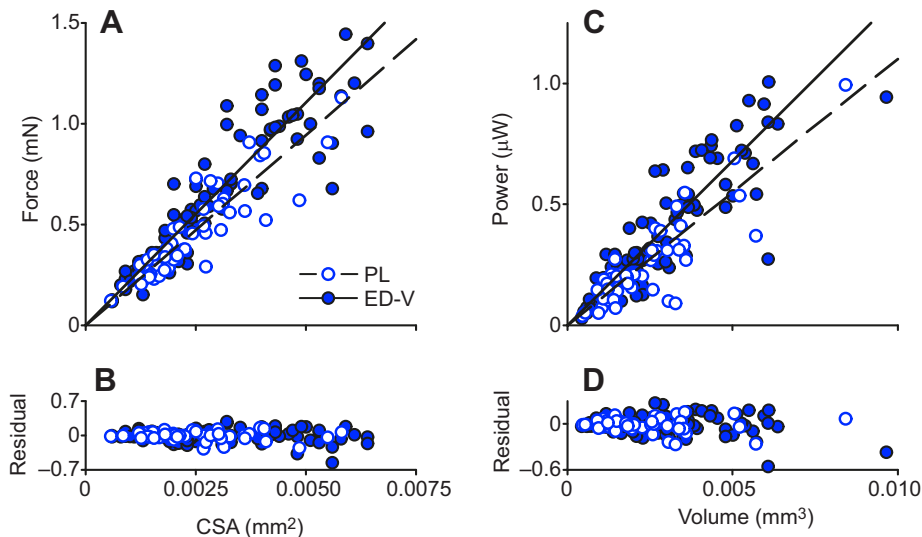 A
Force (mN)
1.5
1.0
0.5
0
PL
ED-V
B
Residual
0.7
0
–0.7
0
0.0025
0.0050
0.0075
CSA (mm2)
C
Power (μW)
1.0
0.5
0
D
Residual
0
–0.6
0
0.005
0.010
Volume (mm3)